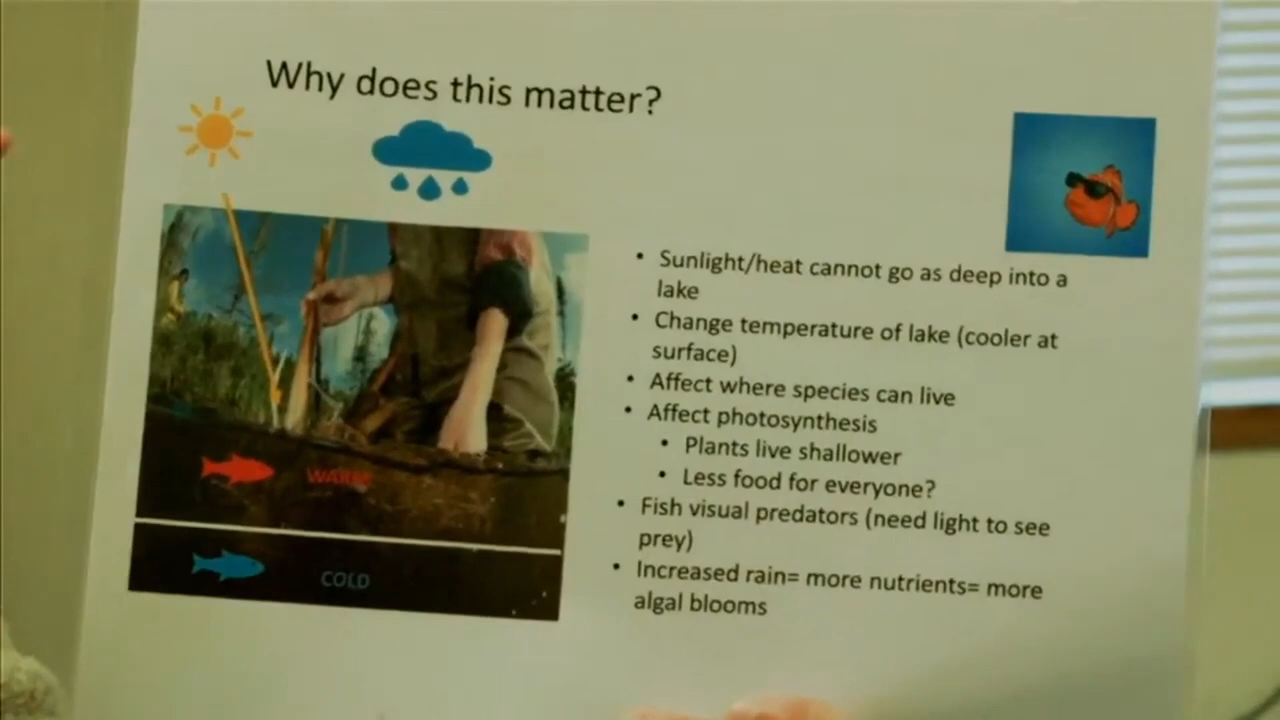 Why does this matter?
• Sunlight/heat cannot go as deep into a
lake
• Change temperature of lake (cooler at
surface)
• Affect where species can live
• Affect photosynthesis
• Plants live shallower
• Less food for everyone?
• Fish visual predators (need light to see
prey)
• Increased rain= more nutrients= more
algal blooms
WARM
COLD